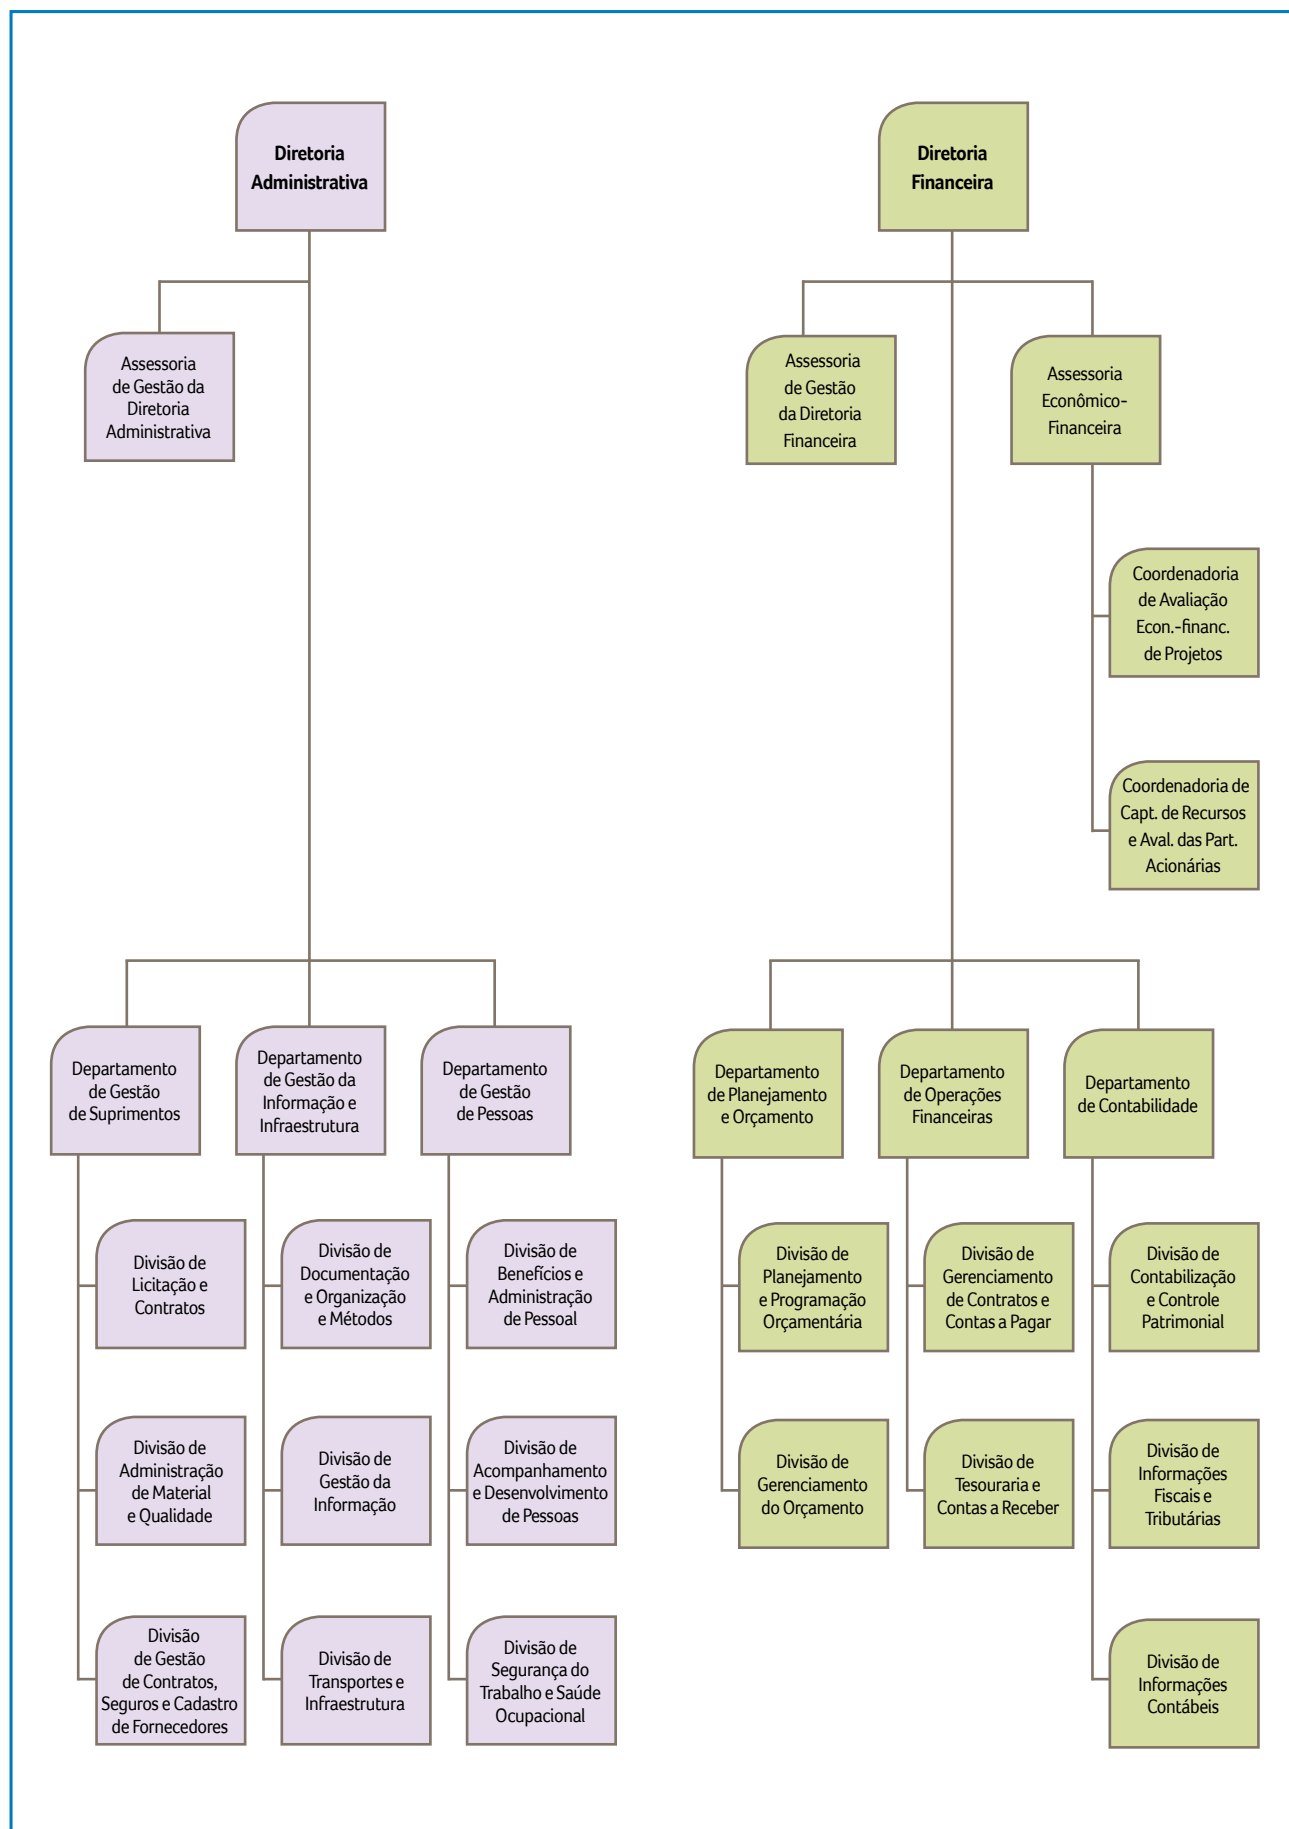 Diretoria
Administrativa
Diretoria
Financeira
Assessoria
de Gestão da
Diretoria
Administrativa
Assessoria
de Gestão
da Diretoria
Financeira
Assessoria
Econômico-
Financeira
Coordenadoria
de Avaliação
Econ.-financ.
de Projetos
Coordenadoria de
Capt. de Recursos
e Aval. das Part.
Acionárias
Departamento
de Gestão
de Suprimentos
Departamento
de Gestão da
Informação e
Infraestrutura
Departamento
de Gestão
de Pessoas
Departamento
de Planejamento
e Orçamento
Departamento
de Operações
Financeiras
Departamento
de Contabilidade
Divisão de
Licitação e
Contratos
Divisão de
Documentação
e Organização
e Métodos
Divisão de
Benefícios e
Administração
de Pessoal
Divisão de
Planejamento
e Programação
Orçamentária
Divisão de
Gerenciamento
de Contratos e
Contas a Pagar
Divisão de
Contabilização
e Controle
Patrimonial
Divisão de
Administração
de Material
e Qualidade
Divisão de
Gestão da
Informação
Divisão de
Acompanhamento
e Desenvolvimento
de Pessoas
Divisão de
Gerenciamento
do Orçamento
Divisão de
Tesouraria e
Contas a Receber
Divisão de
Informações
Fiscais e
Tributárias
Divisão
de Gestão
de Contratos,
Seguros e Cadastro
de Fornecedores
Divisão de
Transportes e
Infraestrutura
Divisão de
Segurança do
Trabalho e Saúde
Ocupacional
Divisão de
Informações
Contábeis